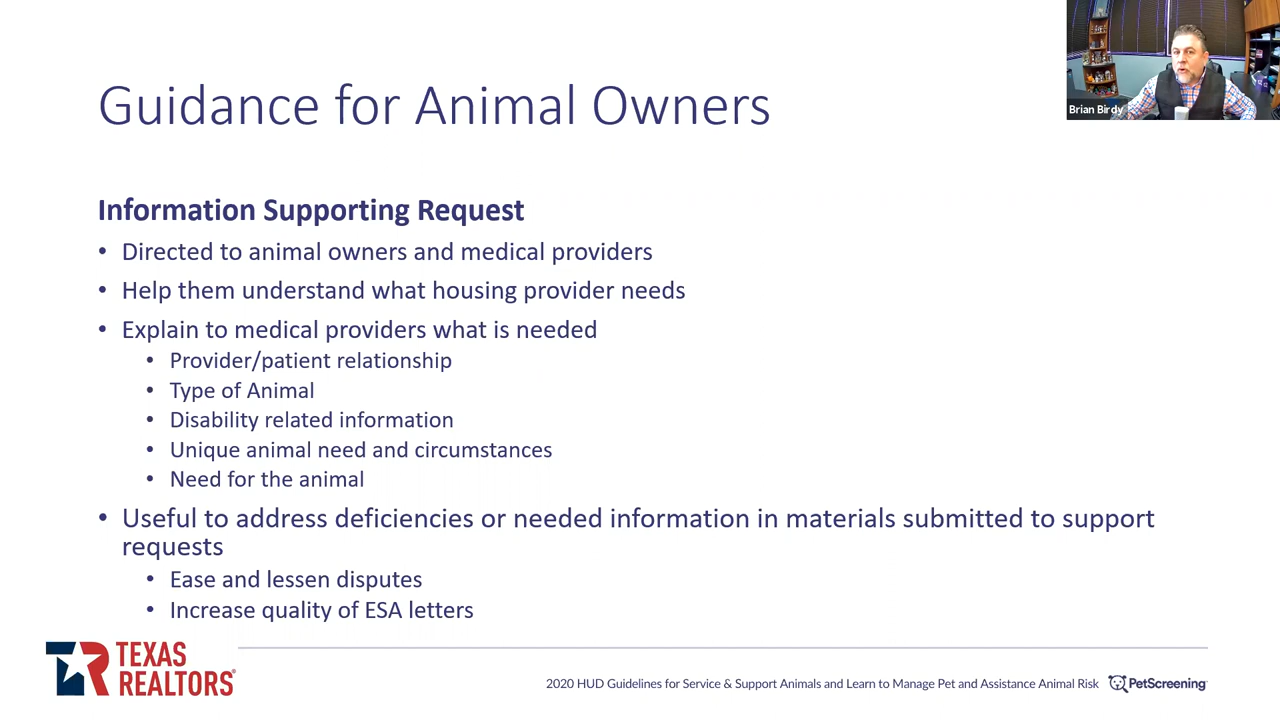 Brian Birdy
Guidance for Animal Owners
Information Supporting Request
• Directed to animal owners and medical providers
• Help them understand what housing provider needs
• Explain to medical providers what is needed
• Provider/patient relationship
• Type of Animal
• Disability related information
• Unique animal need and circumstances
• Need for the animal
• Useful to address deficiencies or needed information in materials submitted to support
requests
• Ease and lessen disputes
• Increase quality of ESA letters
TR TEXAS
REALTORS®
2020 HUD Guidelines for Service & Support Animals and Learn to Manage Pet and Assistance Animal Risk PetScreening